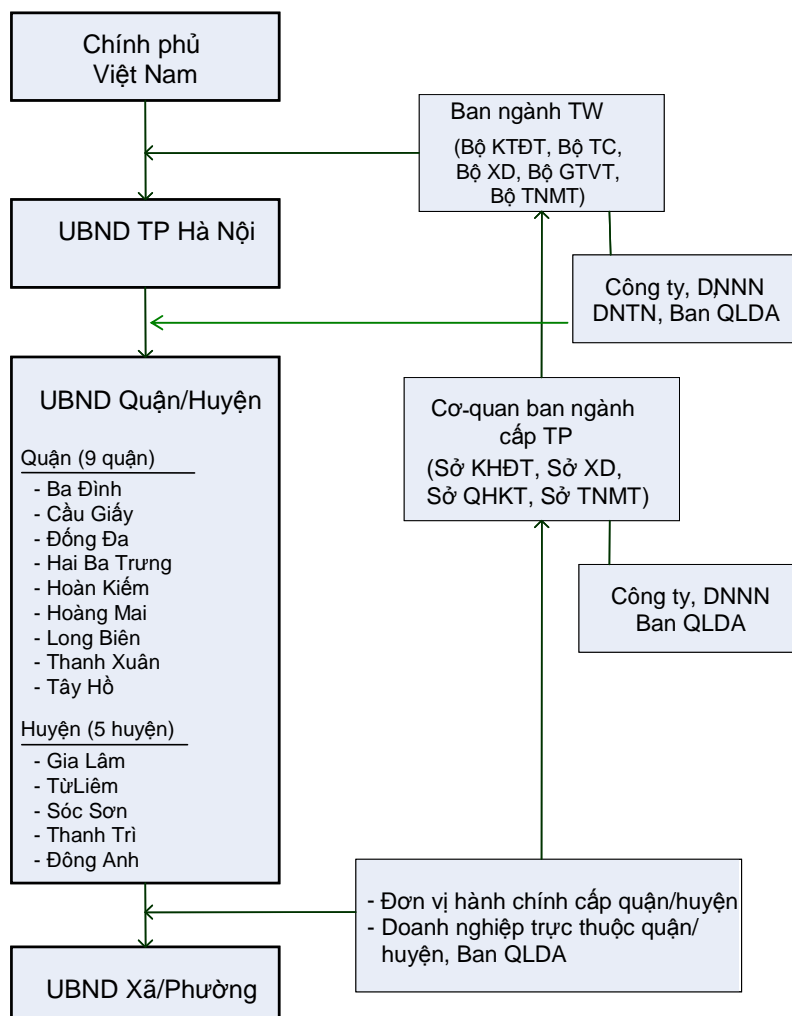 Chính phủ
Việt Nam
Ban ngành TW
(Bộ KTĐT, Bộ TC,
Bộ XD, Bộ GTVT,
Bộ TNMT)
UBND TP Hà Nội
Công ty, DNNN
DNTN, Ban QLDA
UBND Quận/Huyện
Quận (9 quận)
- Ba Đình
- Cầu Giấy
- Đống Đa
- Hai Ba Trưng
- Hoàn Kiếm
- Hoàng Mai
- Long Biên
- Thanh Xuân
- Tây Hồ
Huyện (5 huyện)
- Gia Lâm
- TừLiêm
- Sóc Sơn
- Thanh Trì
- Đông Anh
Cơ-quan ban ngành
cấp TP
(Sở KHĐT, Sở XD,
Sở QHKT, Sở TNMT)
Công ty, DNNN
Ban QLDA
- Đơn vị hành chính cấp quận/huyện
- Doanh nghiệp trực thuộc quận/
huyện, Ban QLDA
UBND Xã/Phường